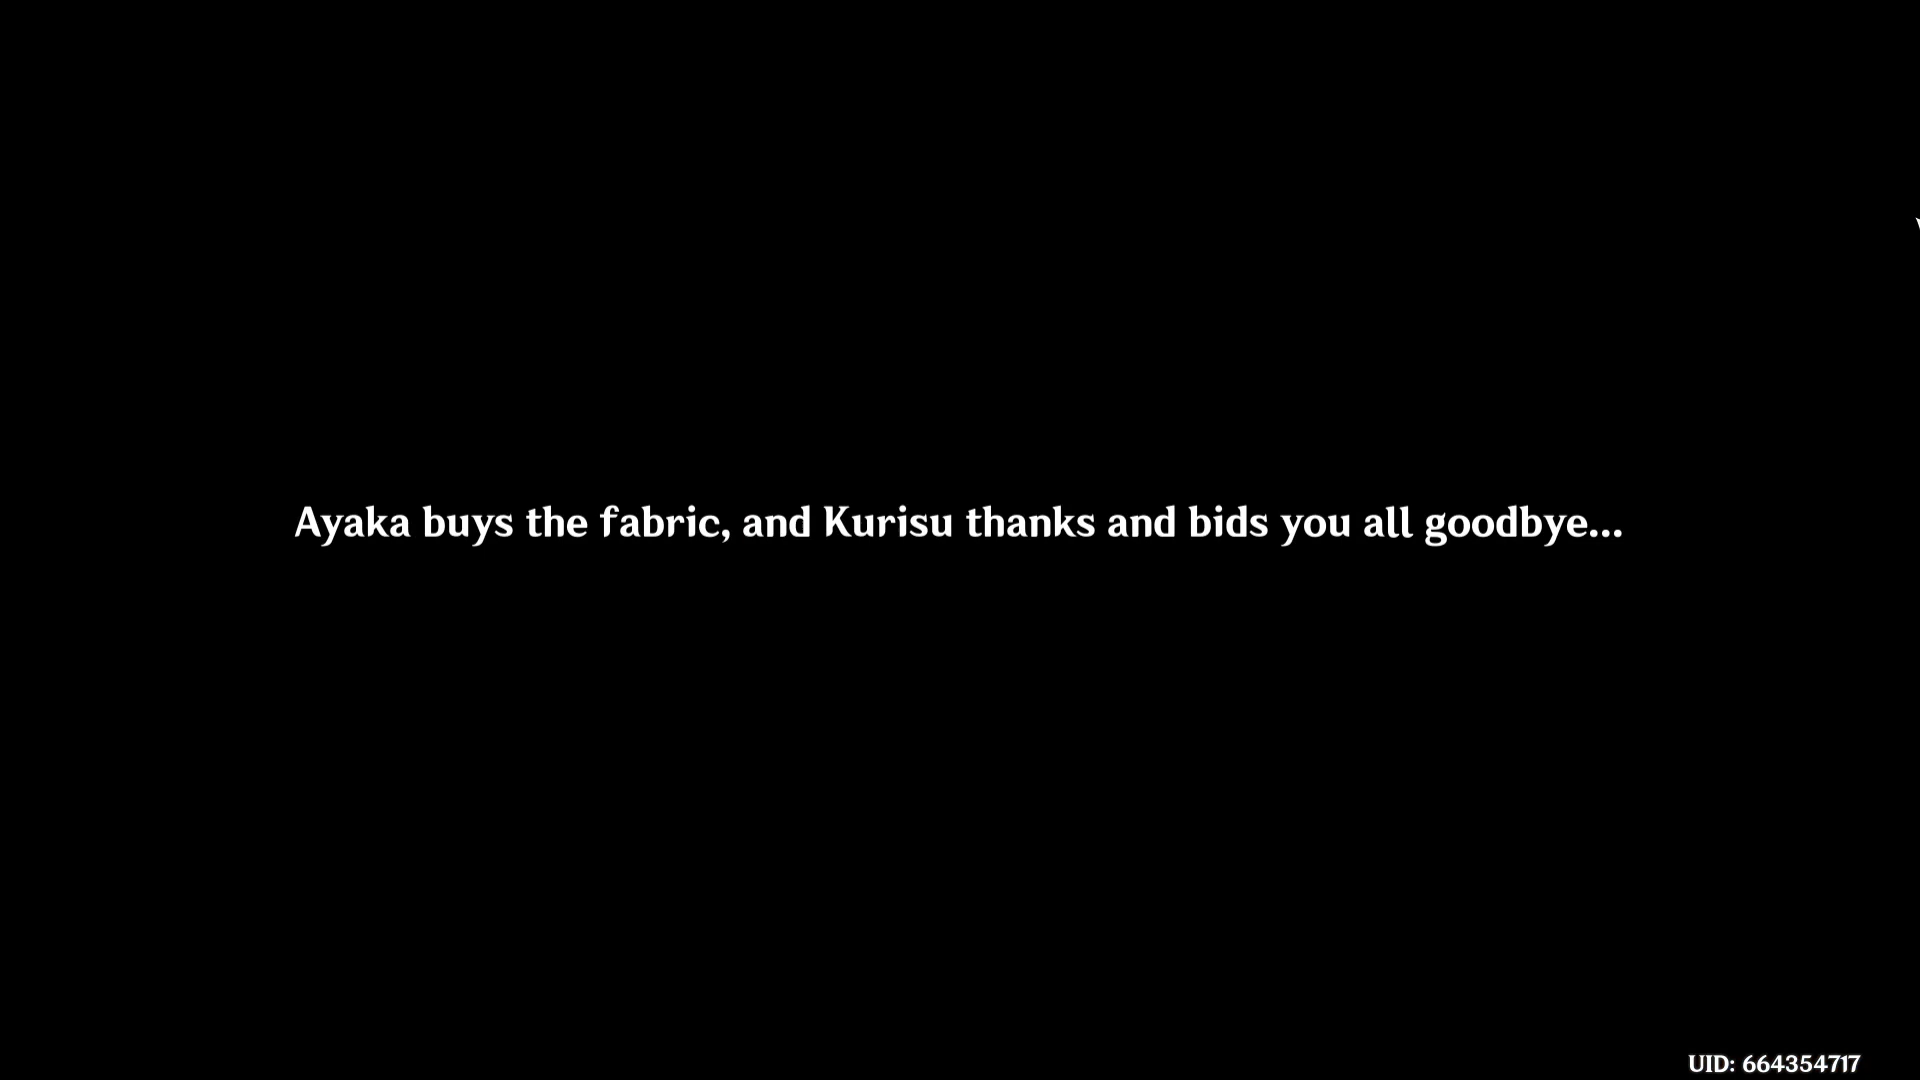 Ayaka buys the fabric, and Kurisu thanks and bids you all goodbye...
UID: 664354717